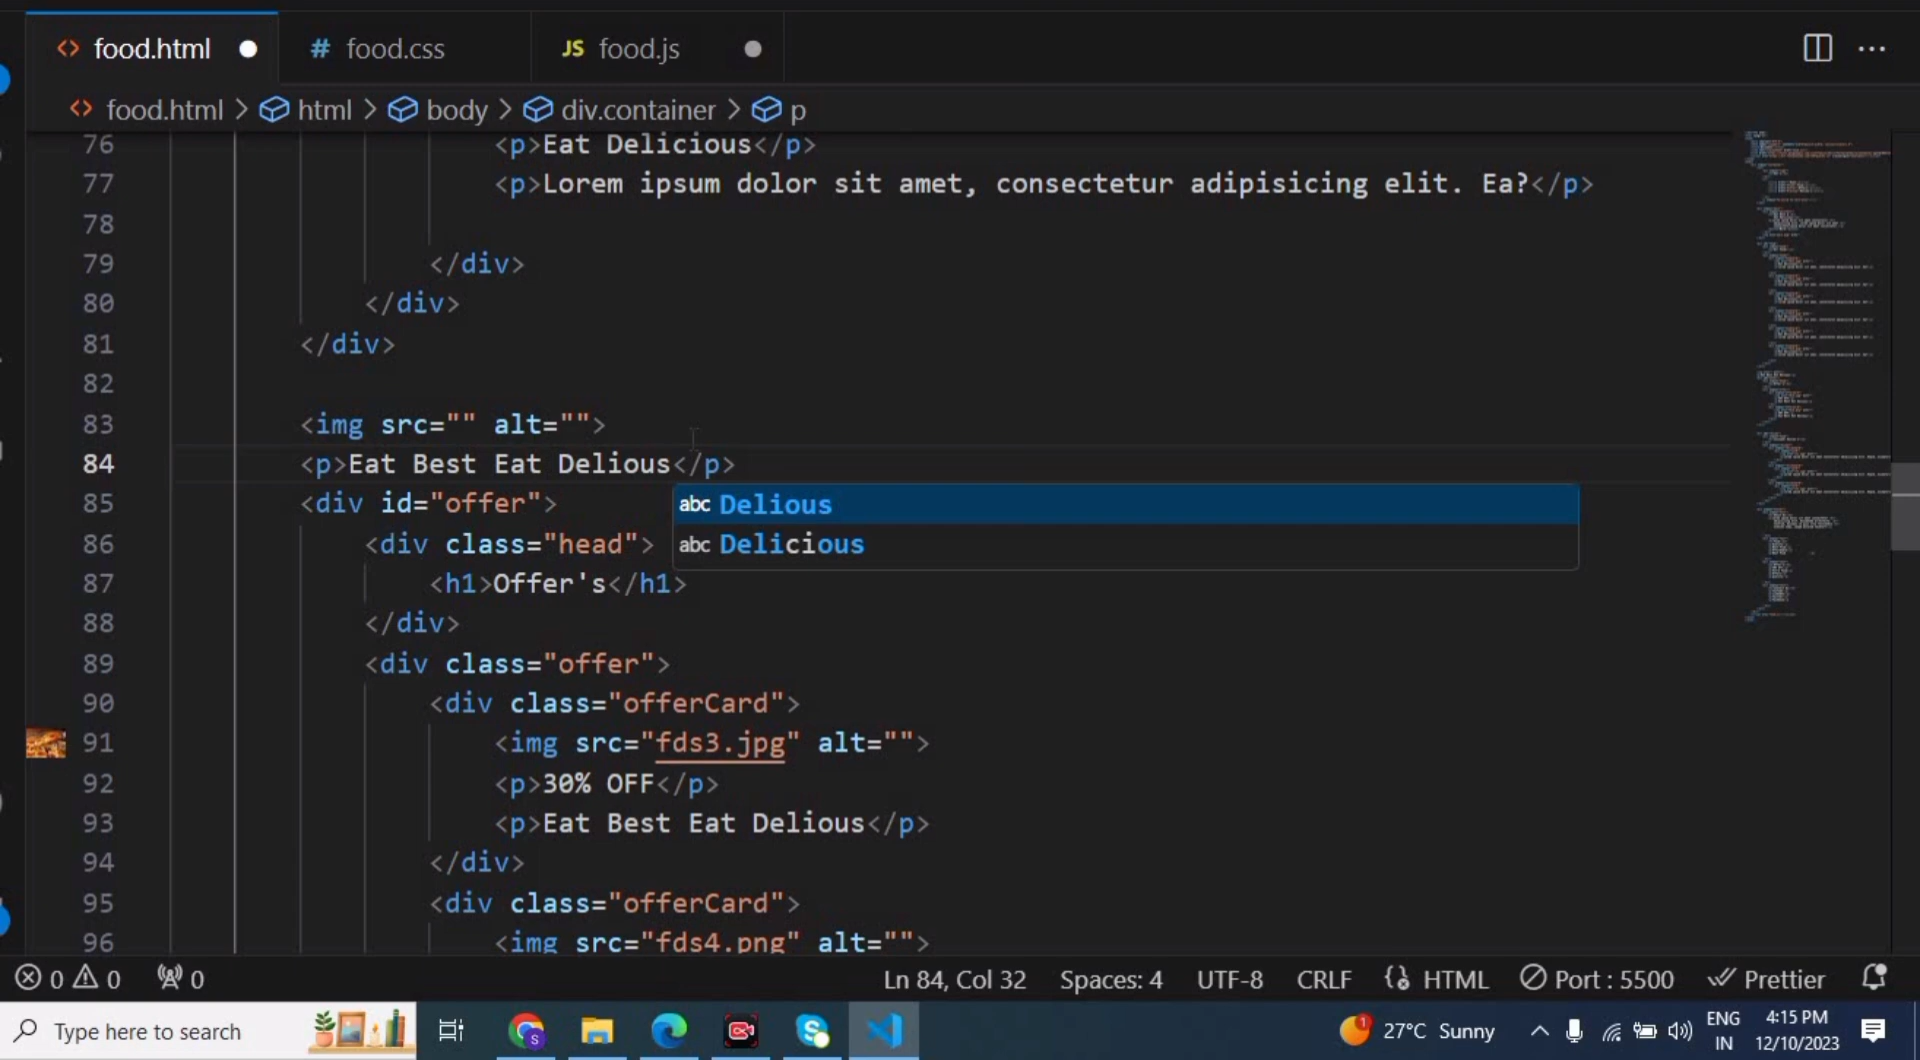 food.html
food.css
JS food.js
food.html > html > body > div.container > p
76 <p>Eat Delicious</p>
77 <p>Lorem ipsum dolor sit amet, consectetur adipisicing elit. Ea?</p>
78
79 </div>
80 </div>
81 </div>
82
83 <img src="" alt="">
84 <p>Eat Best Eat Delious</p>
85 <div id="offer">
abc Delious
86 <div class="head">
abc Delicious
87 <h1>Offer's</h1>
88 </div>
89 <div class="offer">
90 <div class="offerCard">
91 <img src="fds3.jpg" alt="">
92 <p>30% OFF</p>
93 <p>Eat Best Eat Delious</p>
94 </div>
95 <div class="offerCard">
96 <img src="fds4.png" alt="">
0 0 0 Ln 84, Col 32 Spaces: 4 UTF-8 CRLF HTML Port : 5500 Prettier
Type here to search
1 27°C Sunny
ENG
IN
4:15 PM
12/10/2023